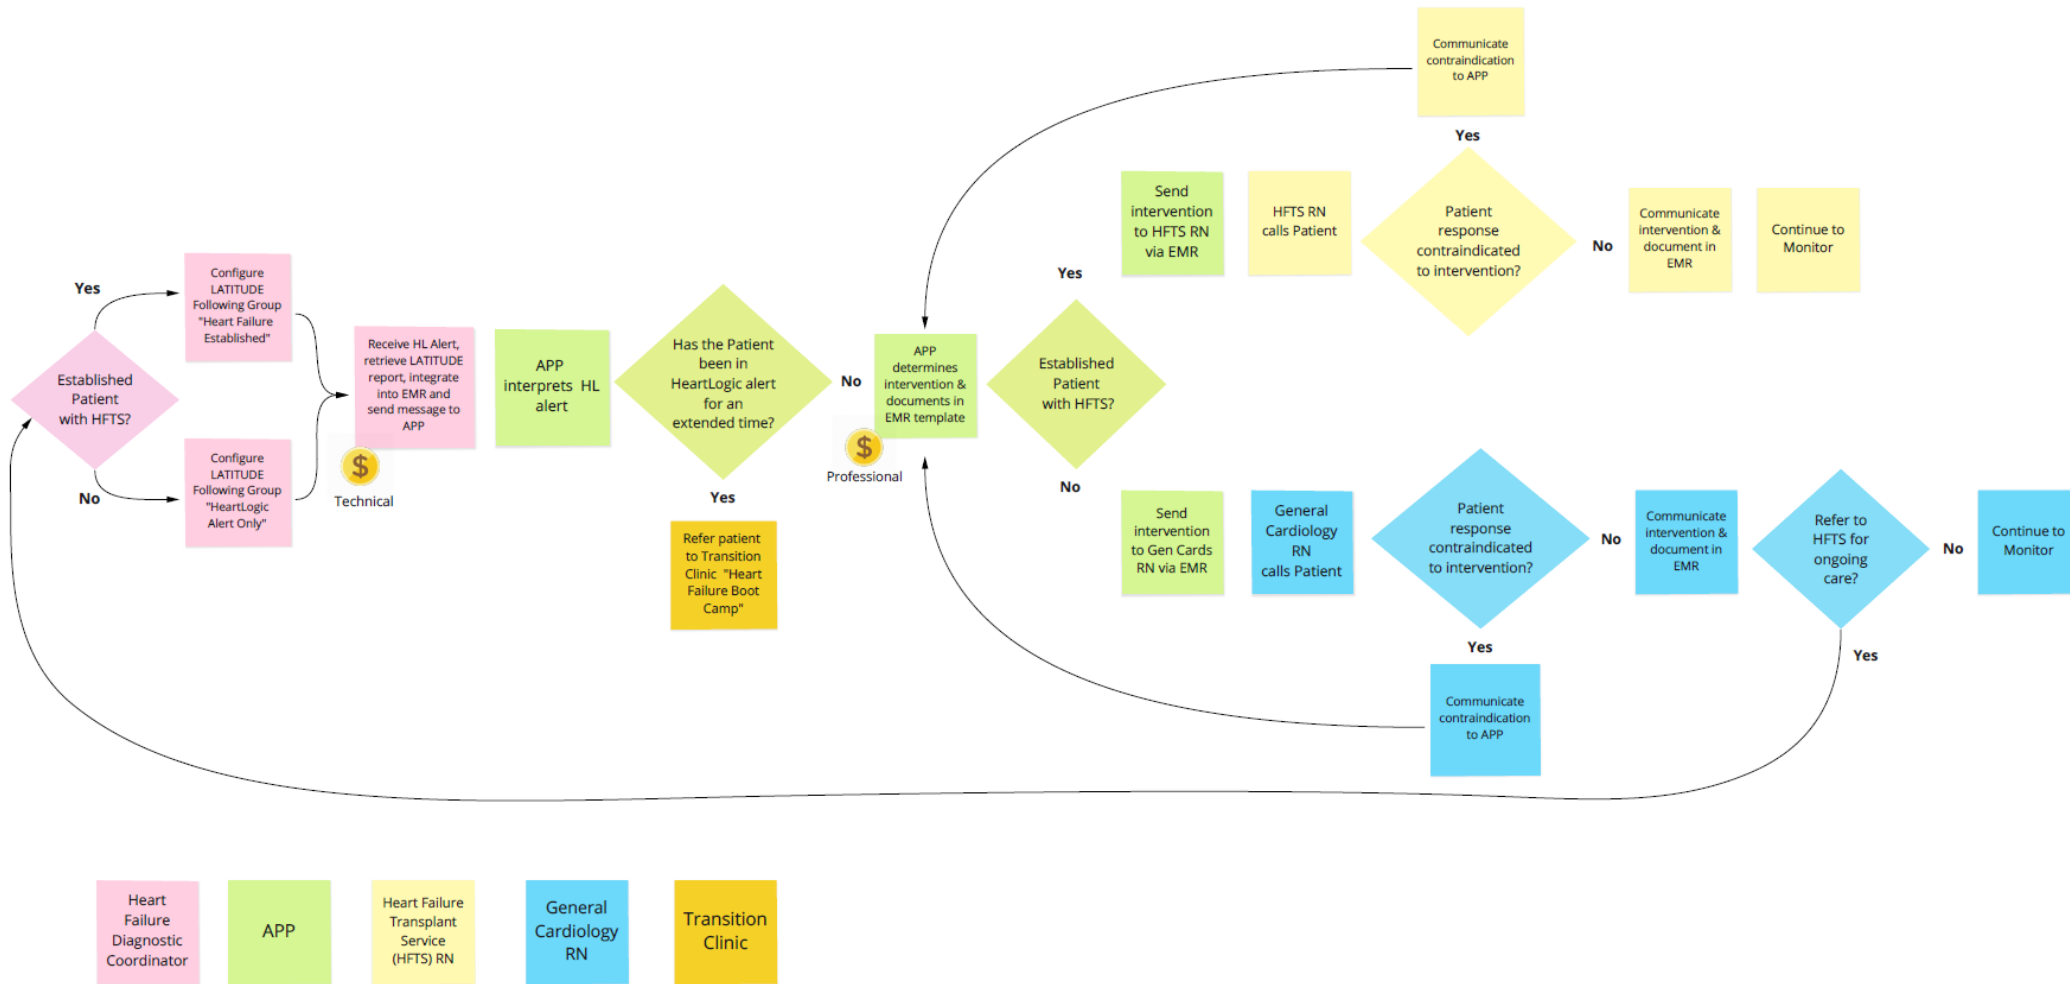 Established
Patient
with HFTS?
Yes
No
Configure
LATITUDE
Following Group
"Heart Failure
Established"
Configure
LATITUDE
Following Group
"HeartLogic
Alert Only"
Receive HL Alert,
retrieve LATITUDE
report, integrate
into EMR and
send message to
APP
$
Technical
APP
interprets HL
alert
Has the Patient
been in
HeartLogic alert
for an
extended time?
No
Yes
Refer patient
to Transition
Clinic "Heart
Failure Boot
Camp"
APP
determines
intervention &
documents in
EMR template
$
Professional
Established
Patient
with HFTS?
Yes
No
Send
intervention
to HFTS RN
via EMR
HFTS RN
calls Patient
Patient
response
contraindicated
to intervention?
Yes
Communicate
contraindication
to APP
No
Communicate
intervention &
document in
EMR
Continue to
Monitor
Send
intervention
to Gen Cards
RN via EMR
General
Cardiology
RN
calls Patient
Patient
response
contraindicated
to intervention?
Yes
Communicate
contraindication
to APP
No
Communicate
intervention &
document in
EMR
Refer to
HFTS for
ongoing
care?
Yes
No
Continue to
Monitor
Heart
Failure
Diagnostic
Coordinator
APP
Heart Failure
Transplant
Service
(HFTS) RN
General
Cardiology
RN
Transition
Clinic